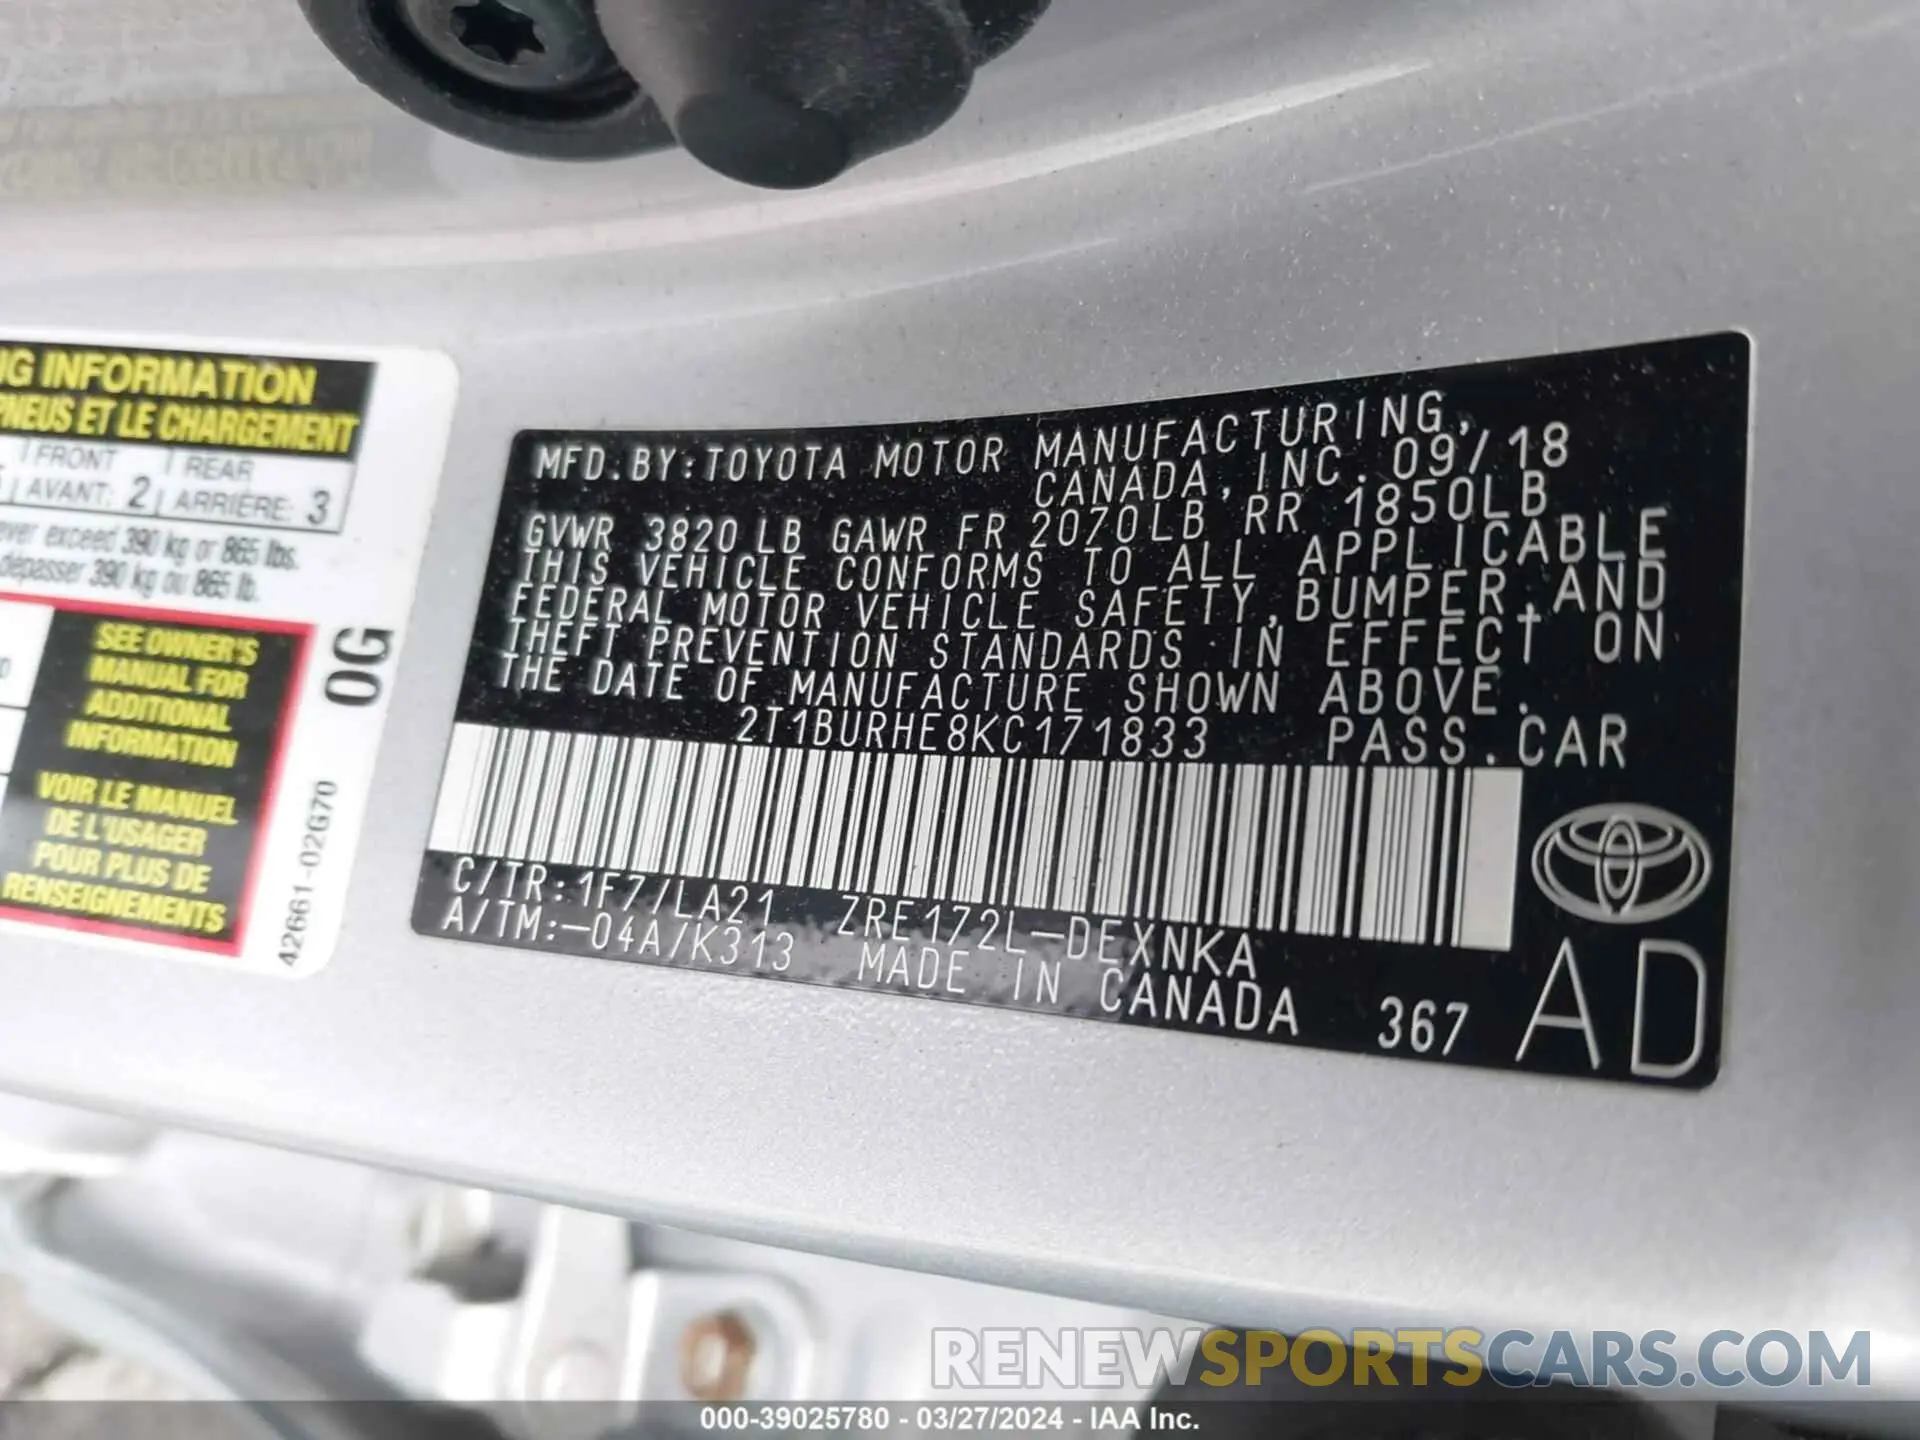 NG INFORMATION
PNEUS ET LE CHARGEMENT
FRONT REAR
AVANT: 2 ARRIÈRE: 3
ever exceed 390 kg or 865 lbs.
dépasser 390 kg ou 865 lb.
SEE OWNER'S
MANUAL FOR
ADDITIONAL
INFORMATION
VOIR LE MANUEL
DE L'USAGER
POUR PLUS DE
RENSEIGNEMENTS
0G
42661-02G70
MFD.BY:TOYOTA MOTOR MANUFACTURING,
CANADA, INC. 09/18
GVWR 3820 LB GAWR FR 2070LB RR 1850LB
THIS VEHICLE CONFORMS TO ALL APPLICABLE
FEDERAL MOTOR VEHICLE SAFETY, BUMPER, AND
THEFT PREVENTION STANDARDS IN EFFECT ON
THE DATE OF MANUFACTURE SHOWN ABOVE.
2T1BURHE8KC171833 PASS.CAR
C/TR:1F7/LA21 ZRE172L-DEXNKA
A/TM:-04A/K313 MADE IN CANADA 367
AD
RENEWSPORTSCARS.COM
000-39025780 - 03/27/2024 - IAA Inc.